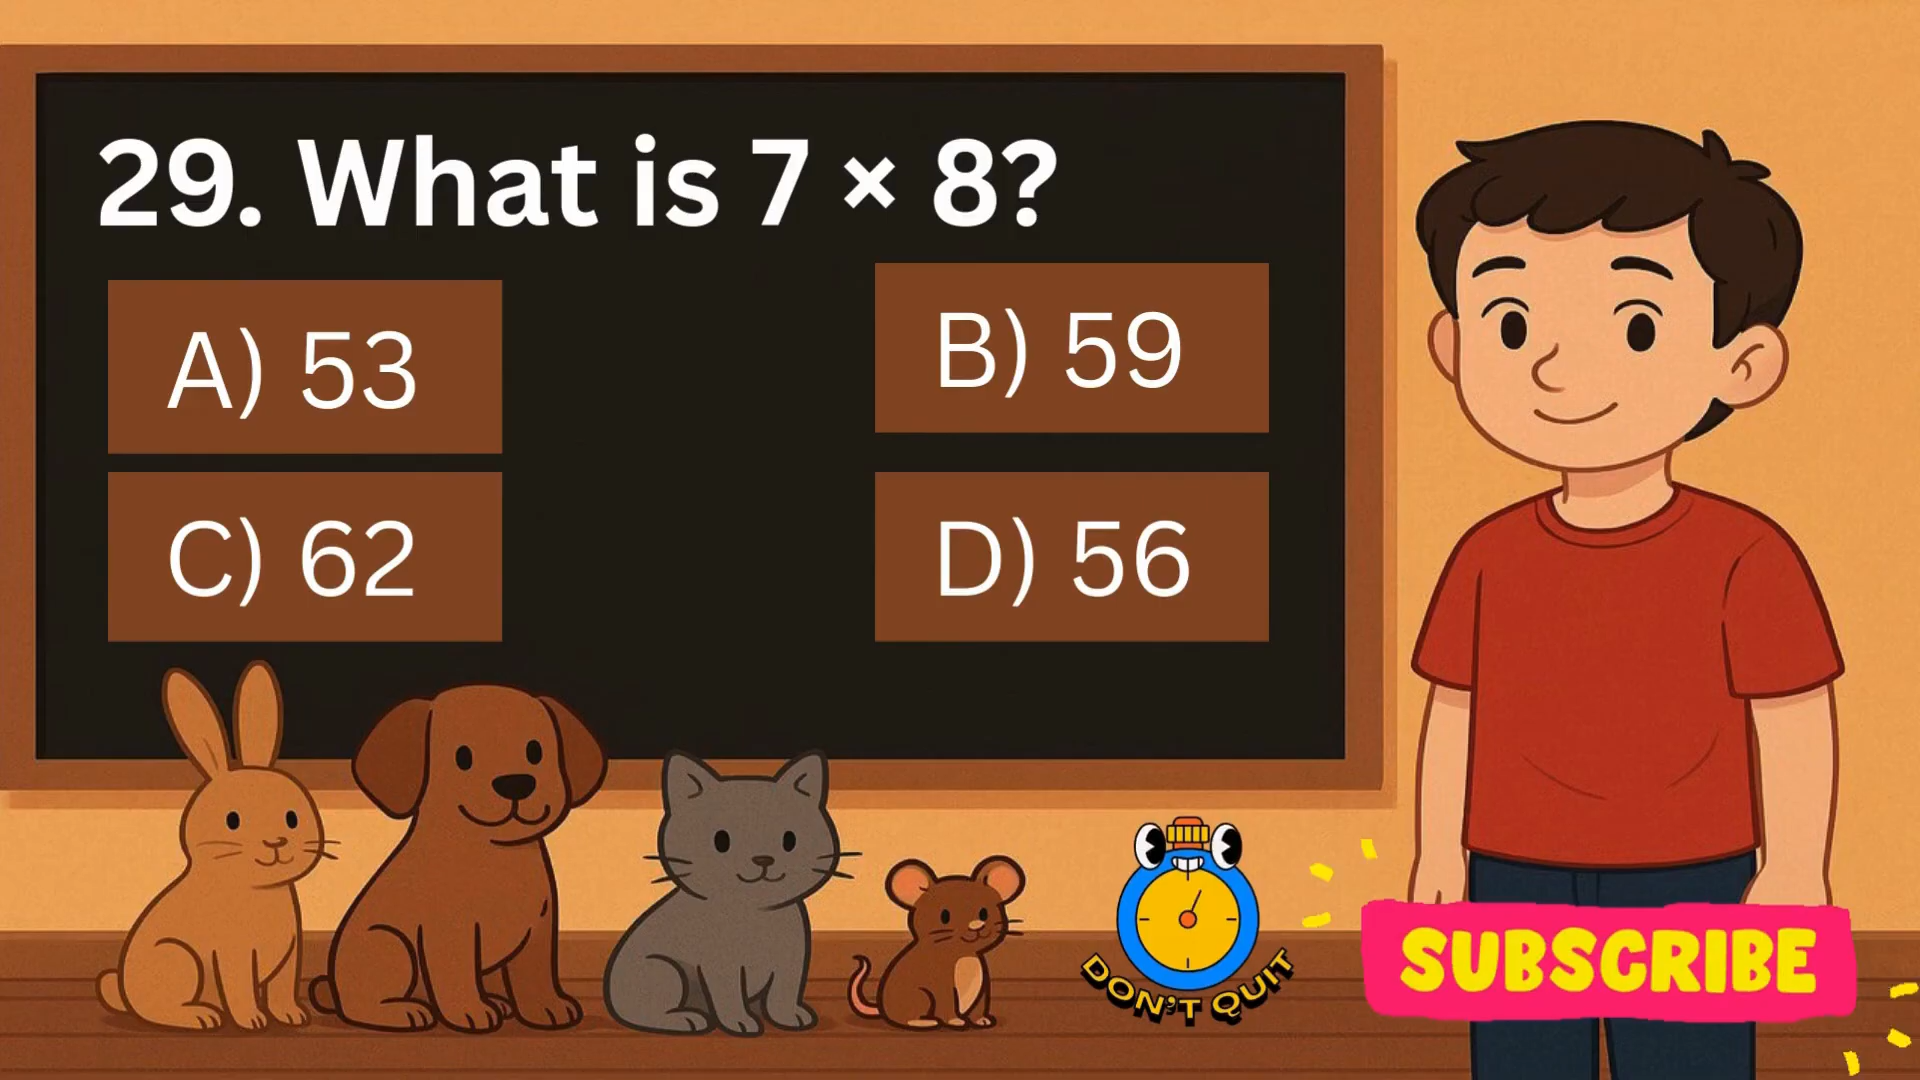 29. What is 7 × 8?
A) 53
B) 59
C) 62
D) 56
DON'T QUIT
SUBSCRIBE